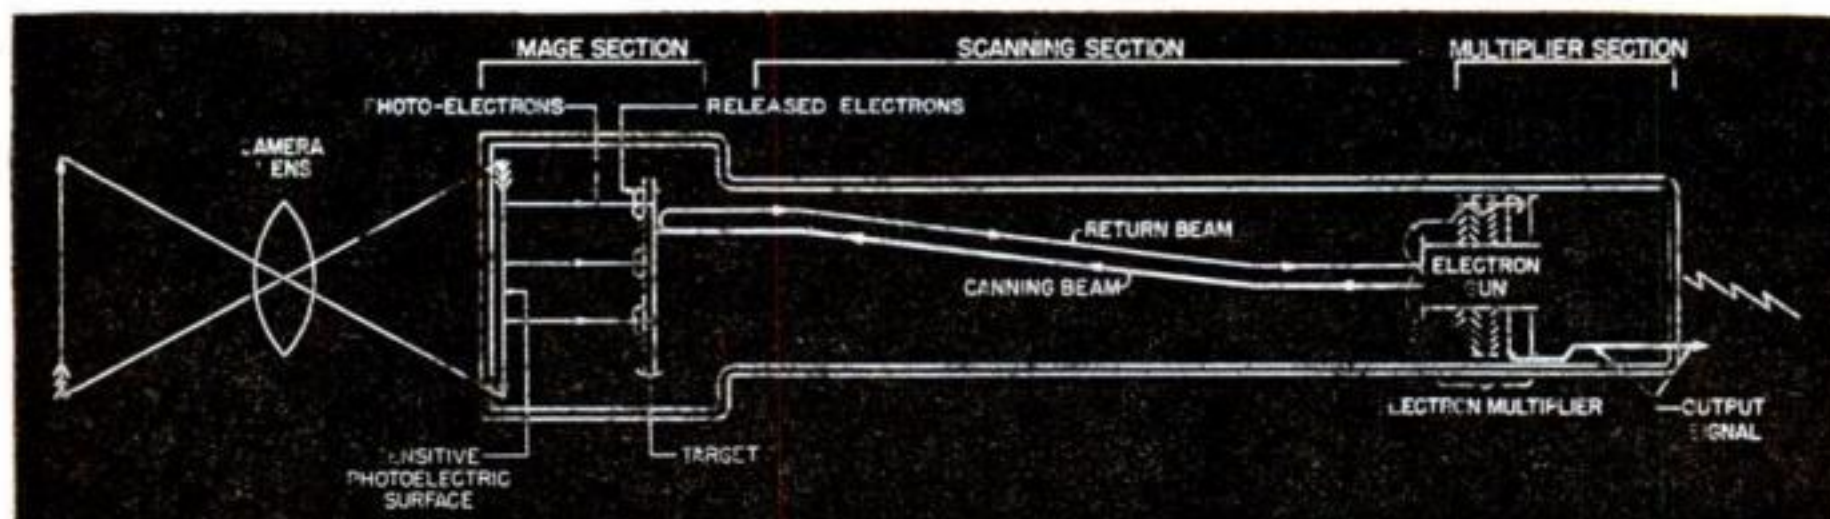 MAGE SECTION
SCANNING SECTION
MULTIPLIER SECTION
HOTO-ELECTRONS
RELEASED ELECTRONS
AMERA
ENS
RETURN BEAM
CANNING BEAM
ELECTRON
UN
LECTRON MULTIPLIER
OUTPUT
IGNAL
ENSITIVE
PHOTOELECTRIC
SURFACE
TARGET